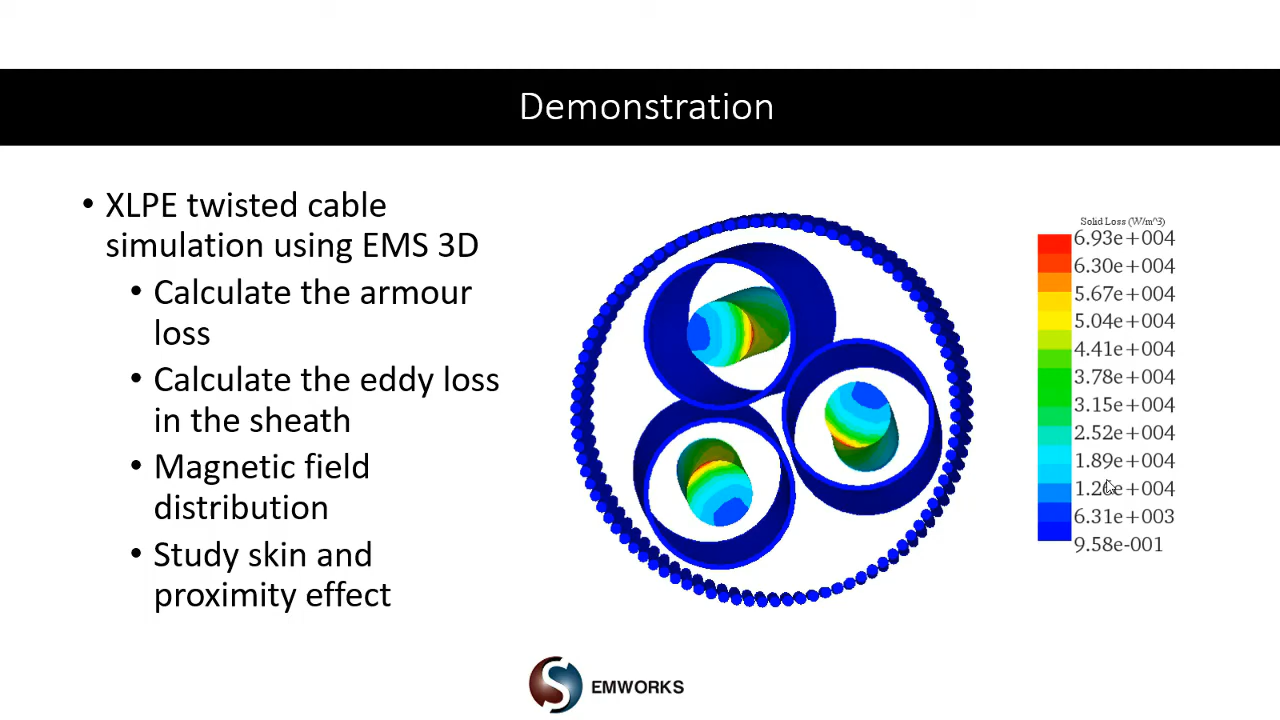 Demonstration
• XLPE twisted cable
simulation using EMS 3D
• Calculate the armour
loss
• Calculate the eddy loss
in the sheath
• Magnetic field
distribution
• Study skin and
proximity effect
Solid Loss (W/m^3)
6.93e+004
6.30e+004
5.67e+004
5.04e+004
4.41e+004
3.78e+004
3.15e+004
2.52e+004
1.89e+004
6.31e+003
9.58e-001
EMWORKS